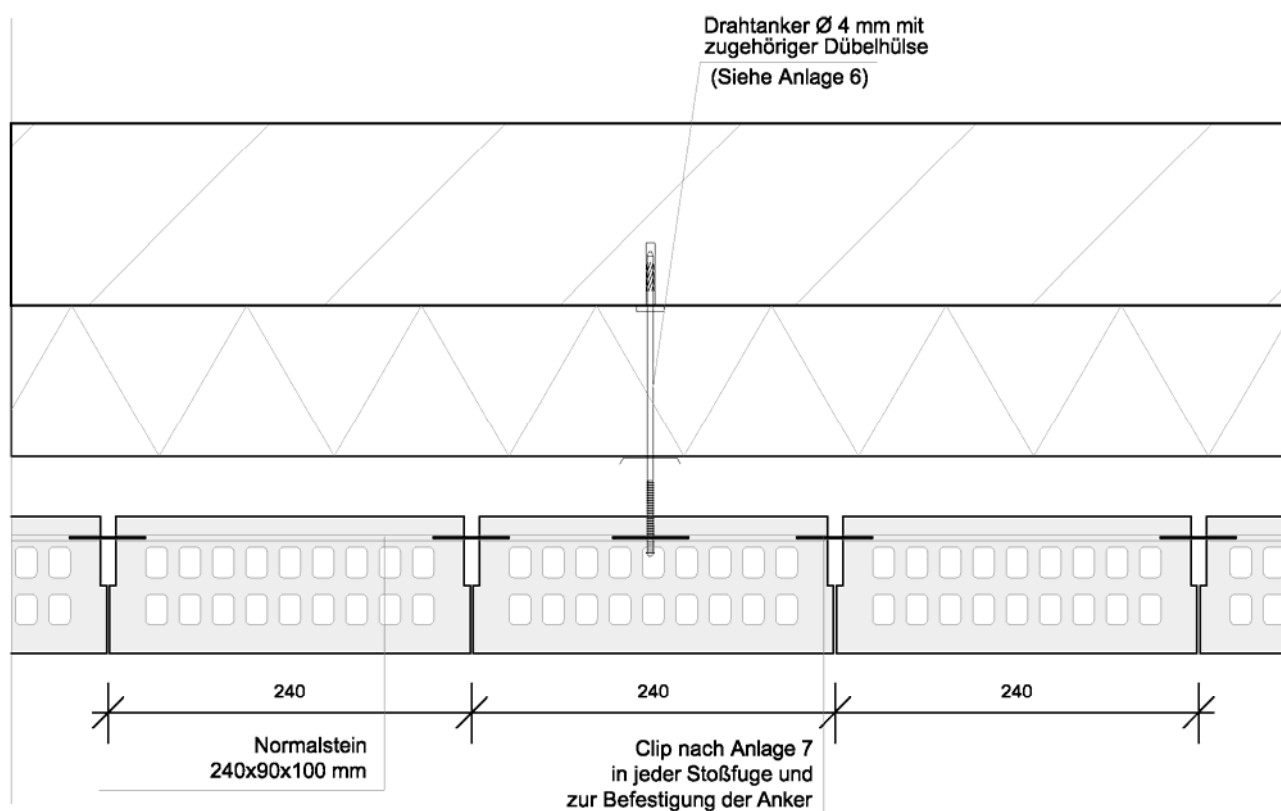 Drahtanker Ø 4 mm mit
zugehöriger Dübelhülse
(Siehe Anlage 6)
240
240
240
Normalstein
240x90x100 mm
Clip nach Anlage 7
in jeder Stoßfuge und
zur Befestigung der Anker